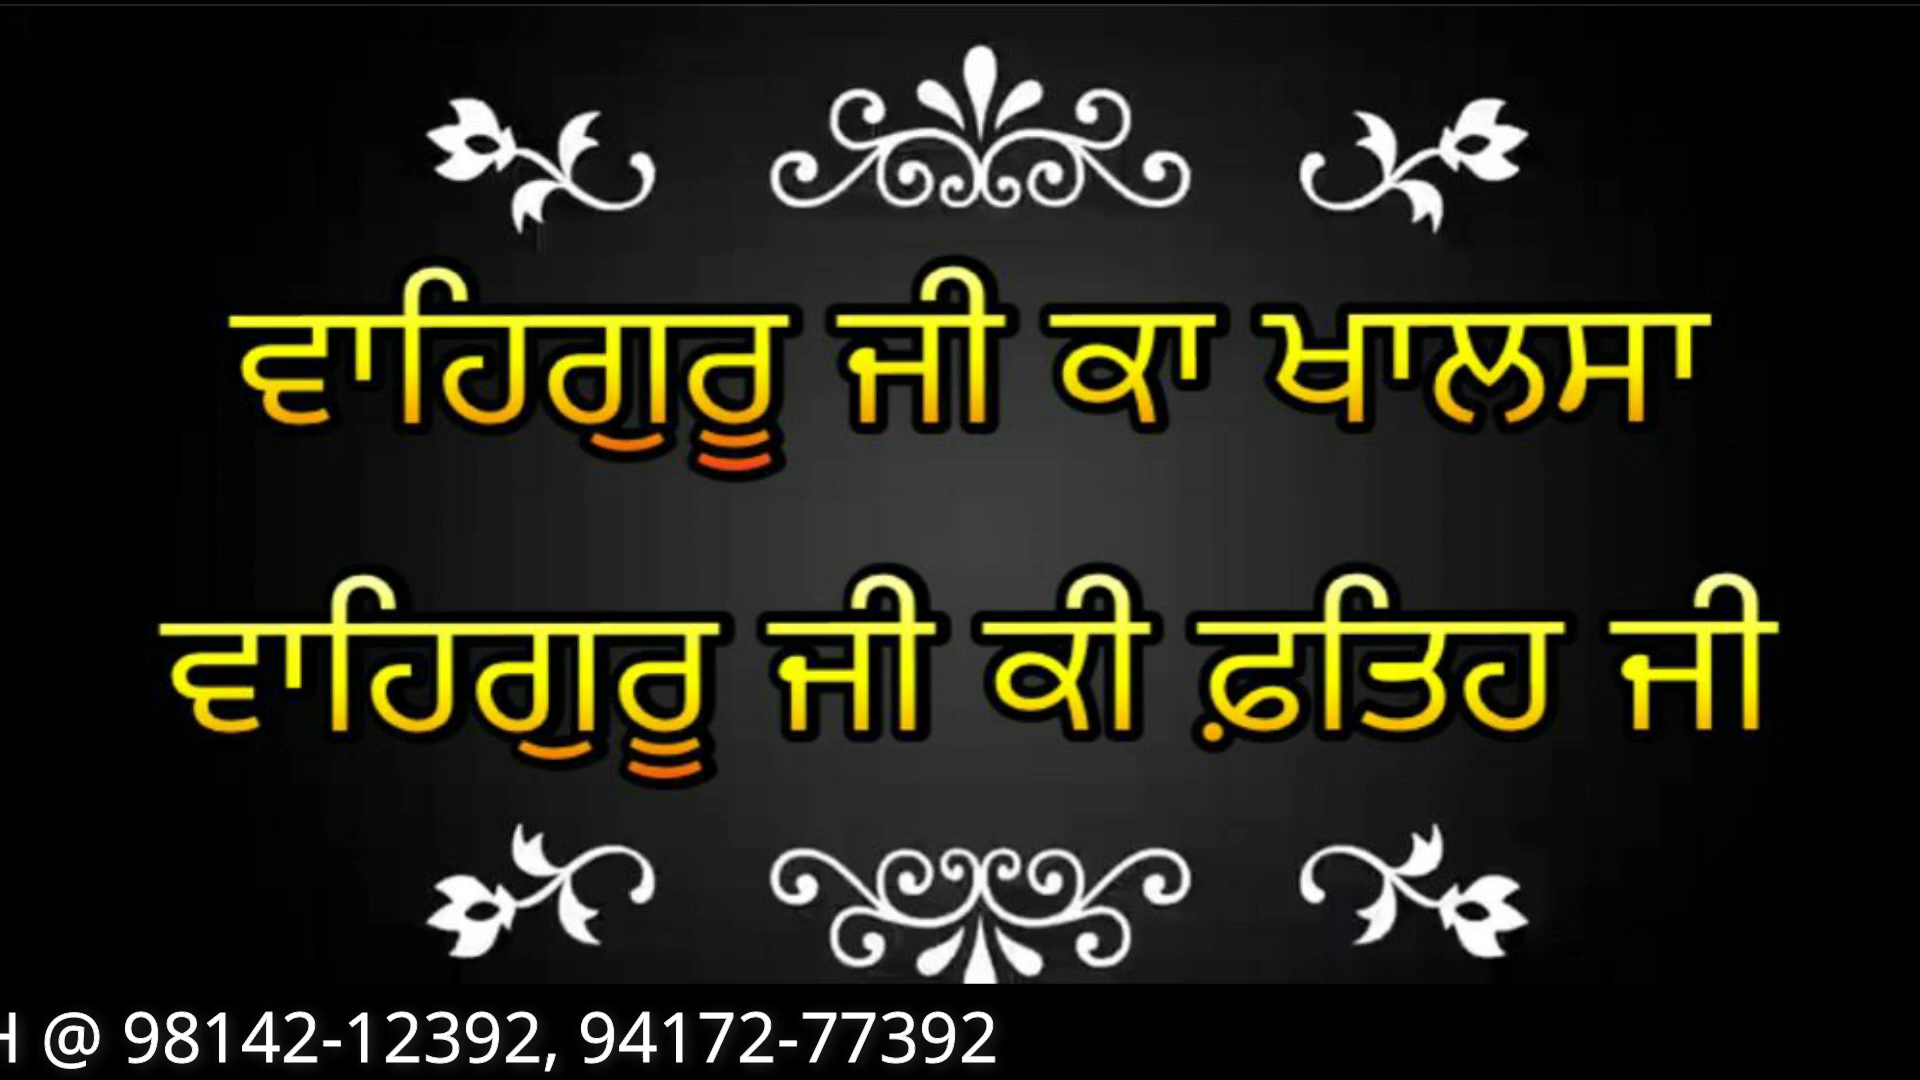 ਵਾਹਿਗੁਰੂ ਜੀ ਕਾ ਖਾਲਸਾ
ਵਾਹਿਗੁਰੂ ਜੀ ਕੀ ਫ਼ਤਿਹ ਜੀ
H @ 98142-12392, 94172-77392